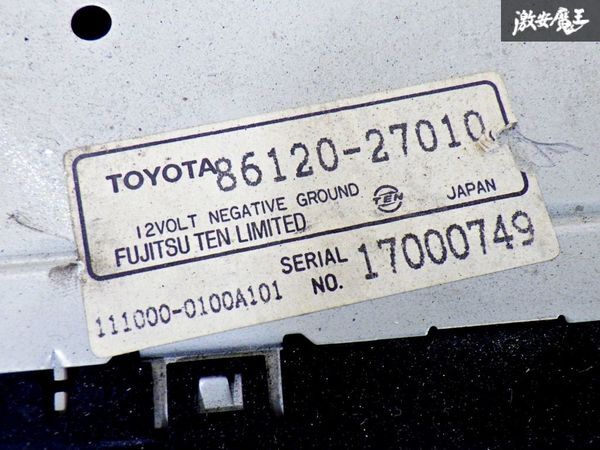 激安魔王
TOYOTA 86120-27010
12VOLT NEGATIVE GROUND TEN JAPAN
FUJITSU TEN LIMITED
111000-0100A101 SERIAL NO. 17000749